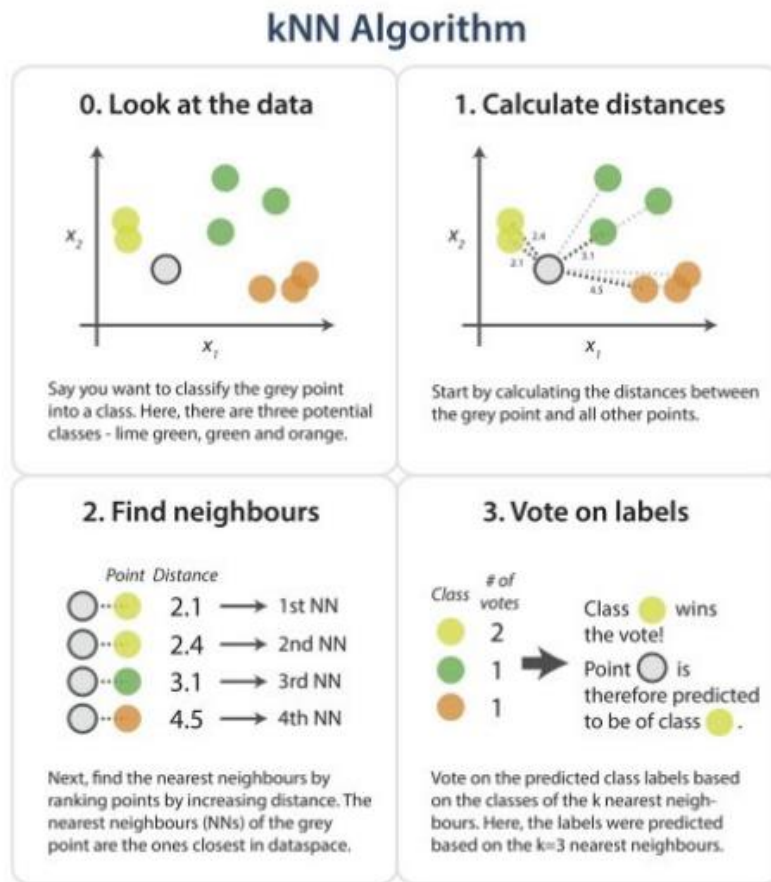 kNN Algorithm
0. Look at the data
x₂
x₁
Say you want to classify the grey point
into a class. Here, there are three potential
classes - lime green, green and orange.
1. Calculate distances
x₂
2.4
2.1
3.1
4.5
x₁
Start by calculating the distances between
the grey point and all other points.
2. Find neighbours
Point Distance
2.1 1st NN
2.4 2nd NN
3.1 3rd NN
4.5 4th NN
Next, find the nearest neighbours by
ranking points by increasing distance. The
nearest neighbours (NNs) of the grey
point are the ones closest in dataspace.
3. Vote on labels
Class # of
votes
2
1
1
Class wins
the vote!
Point is
therefore predicted
to be of class .
Vote on the predicted class labels based
on the classes of the k nearest neigh-
bours. Here, the labels were predicted
based on the k=3 nearest neighbours.